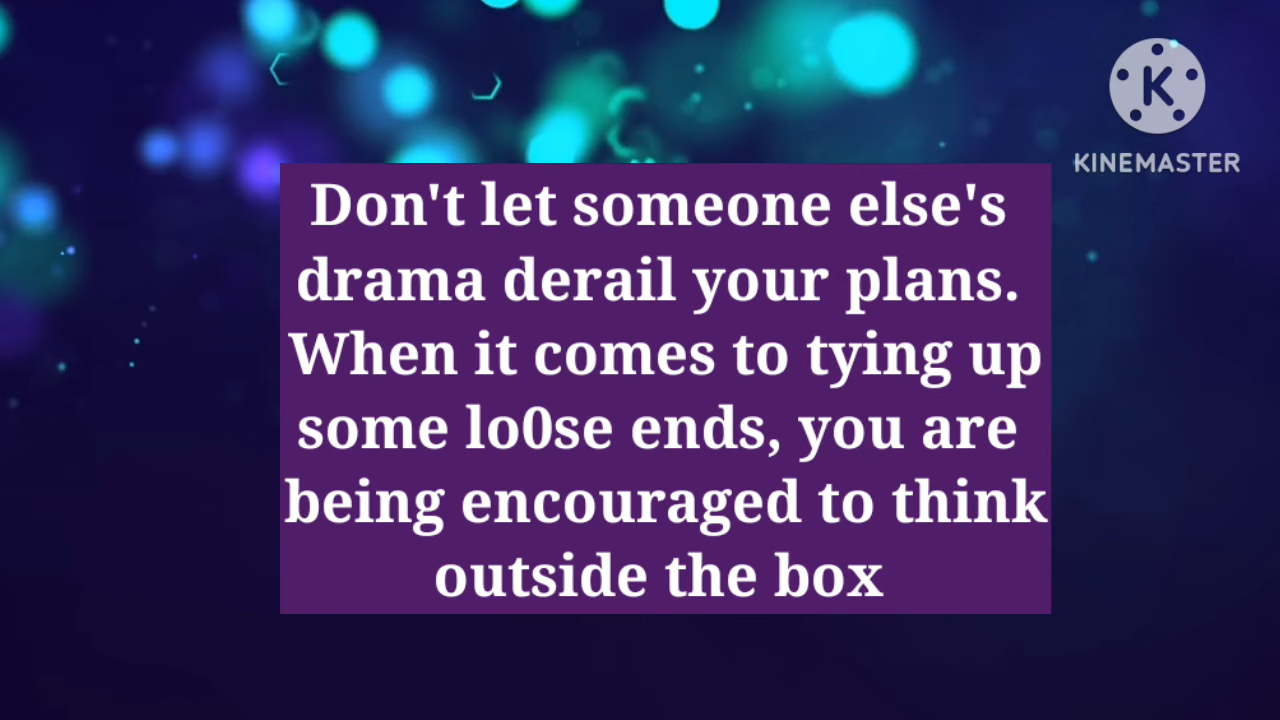 KINEMASTER
Don't let someone else's
drama derail your plans.
When it comes to tying up
some lo0se ends, you are
being encouraged to think
outside the box